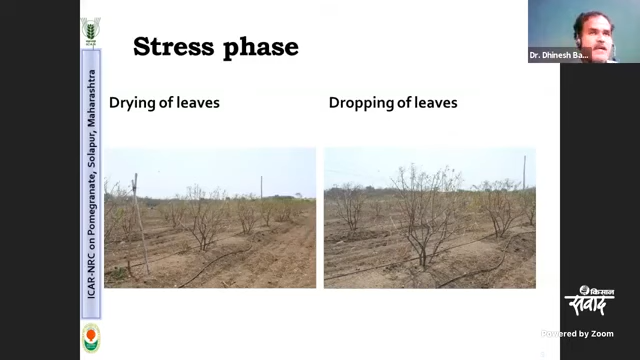 Stress phase
Drying of leaves
Dropping of leaves
ICAR-NRC on Pomegranate, Solapur, Maharashtra
Dr. Dhinesh Ba...
किसान
संवाद
Powered by Zoom